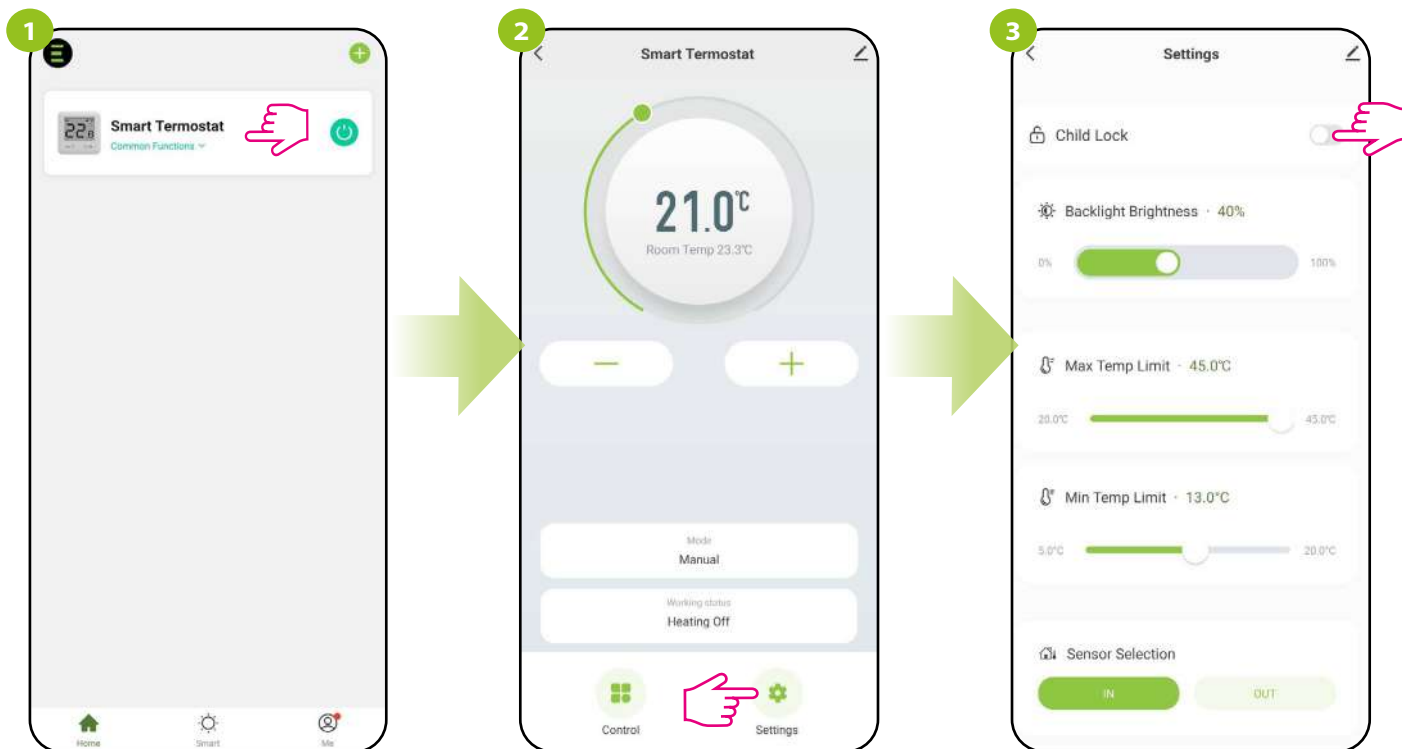 1
Smart Termostat
Common Functions
Home
Smart
Me
2
Smart Termostat
21.0°C
Room Temp 23.3°C
Mode
Manual
Working status
Heating Off
Control
Settings
3
Settings
Child Lock
Backlight Brightness · 40%
0%
100%
Max Temp Limit · 45.0°C
20.0°C
45.0°C
Min Temp Limit · 13.0°C
5.0°C
20.0°C
Sensor Selection
IN
OUT